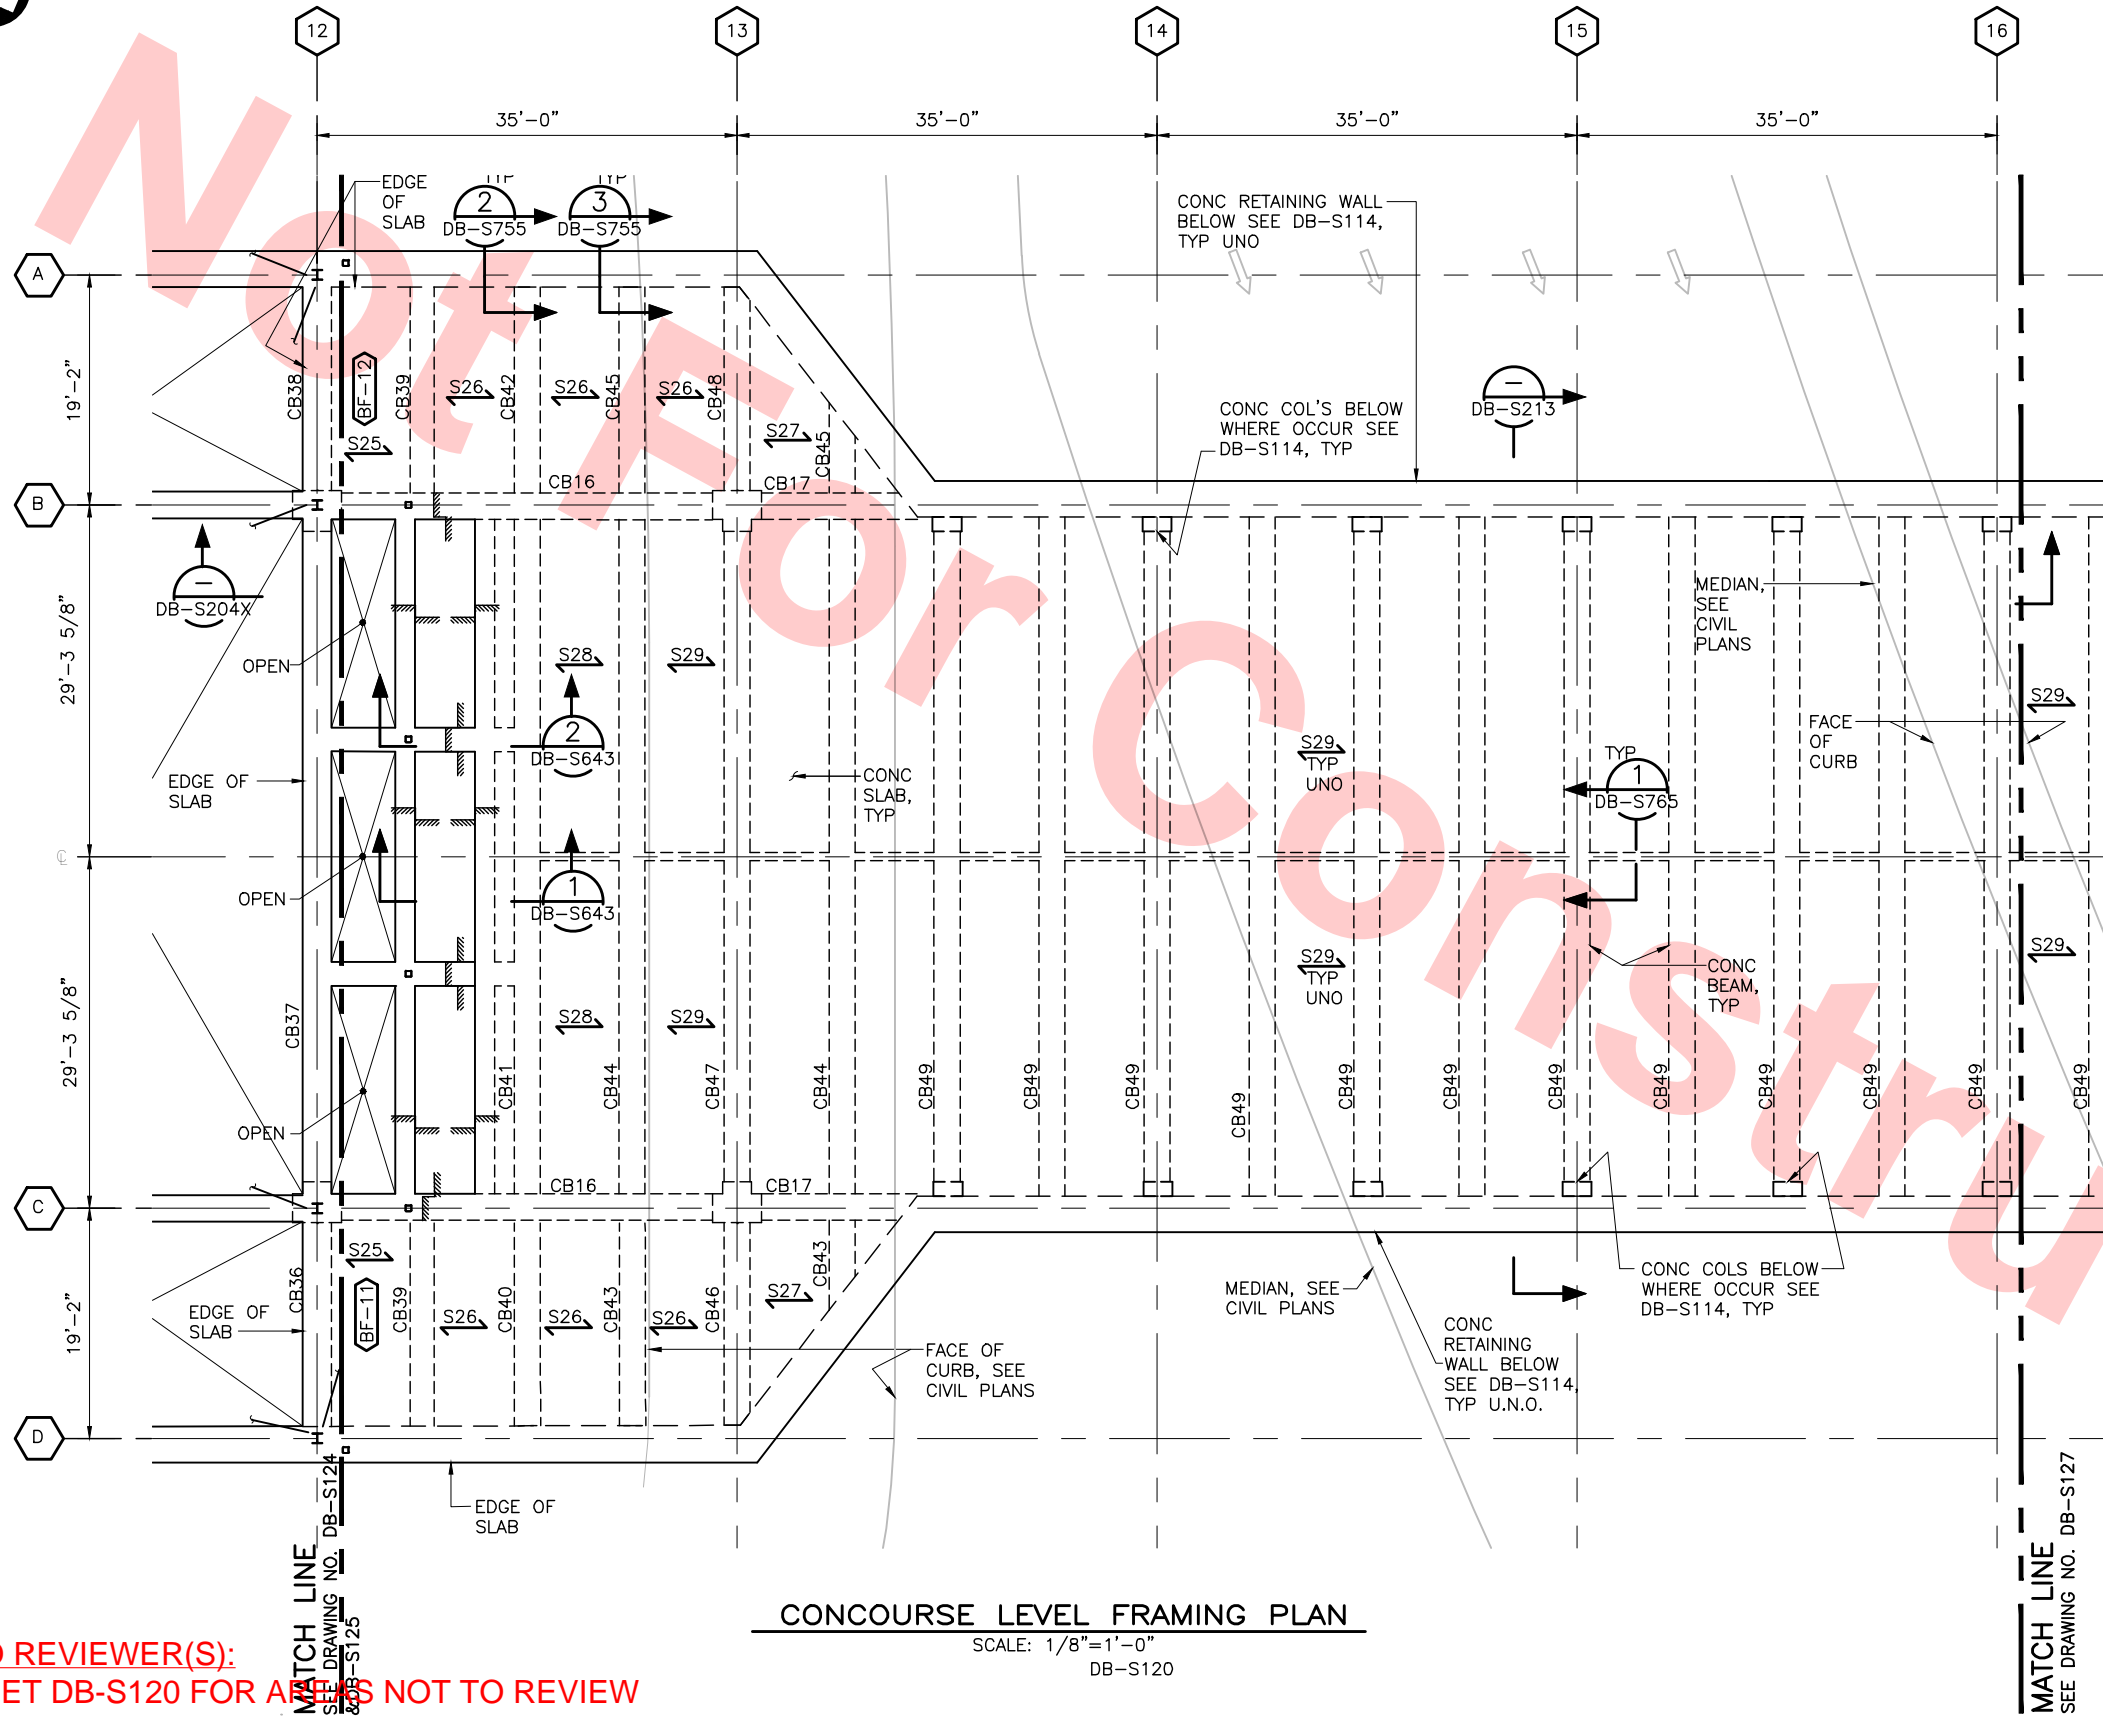 12
13
14
15
16
35'-0"
35'-0"
35'-0"
35'-0"
Not For Constru
EDGE
OF
SLAB
TYP
2
DB-S755
TYP
3
DB-S755
CONC RETAINING WALL
BELOW SEE DB-S114,
TYP UNO
A
19'-2"
CB38
BF-12
CB39
S26
CB42
S26
CB45
S26
CB48
S25
S27
CB45
CONC COL'S BELOW
WHERE OCCUR SEE
DB-S114, TYP
-
DB-S213
CB16
CB17
B
-
DB-S204X
29'-3 5/8"
OPEN
S28
S29
MEDIAN,
SEE
CIVIL
PLANS
S29
2
DB-S643
FACE
OF
CURB
EDGE OF
SLAB
CONC
SLAB,
TYP
S29
TYP
UNO
TYP
1
DB-S765
OPEN
1
DB-S643
29'-3 5/8"
S29
TYP
UNO
CONC
BEAM,
TYP
S29
S28
S29
CB37
OPEN
CB41
CB44
CB47
CB44
CB49
CB49
CB49
CB49
CB49
CB49
CB49
CB49
CB49
CB49
CB49
CB49
CB16
CB17
C
19'-2"
S25
CB36
BF-11
CB39
S26
CB40
S26
CB43
S26
CB46
S27
CB43
EDGE OF
SLAB
MEDIAN, SEE
CIVIL PLANS
CONC COLS BELOW
WHERE OCCUR SEE
DB-S114, TYP
FACE OF
CURB, SEE
CIVIL PLANS
CONC
RETAINING
WALL BELOW
SEE DB-S114,
TYP U.N.O.
D
EDGE OF
SLAB
MATCH LINE
SEE DRAWING NO. DB-S124
&DB-S125
MATCH LINE
SEE DRAWING NO. DB-S127
CONCOURSE LEVEL FRAMING PLAN
SCALE: 1/8"=1'-0"
DB-S120
REVIEWER(S):
ET DB-S120 FOR AREAS NOT TO REVIEW